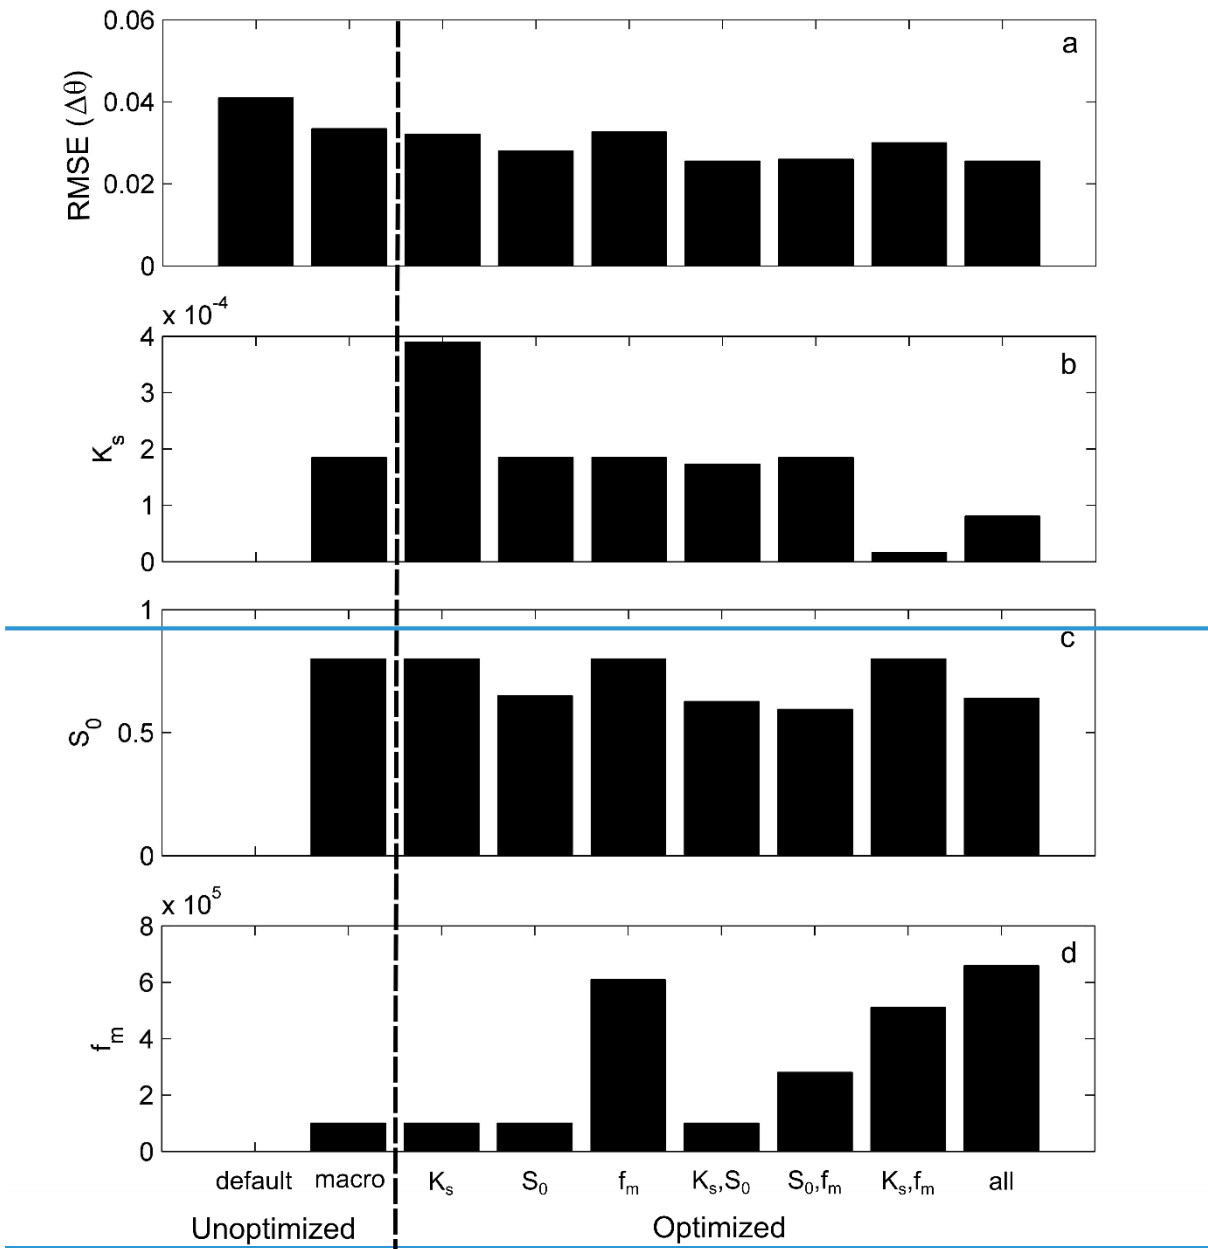 0.06
a
0.04
0.02
0
RMSE (Δθ)
x 10⁻⁴
4
b
3
2
1
0
Kₛ
1
c
0.5
0
S₀
x 10⁵
8
d
6
4
2
0
fₘ
default macro Kₛ S₀ fₘ Kₛ,S₀ S₀,fₘ Kₛ,fₘ all
Unoptimized Optimized